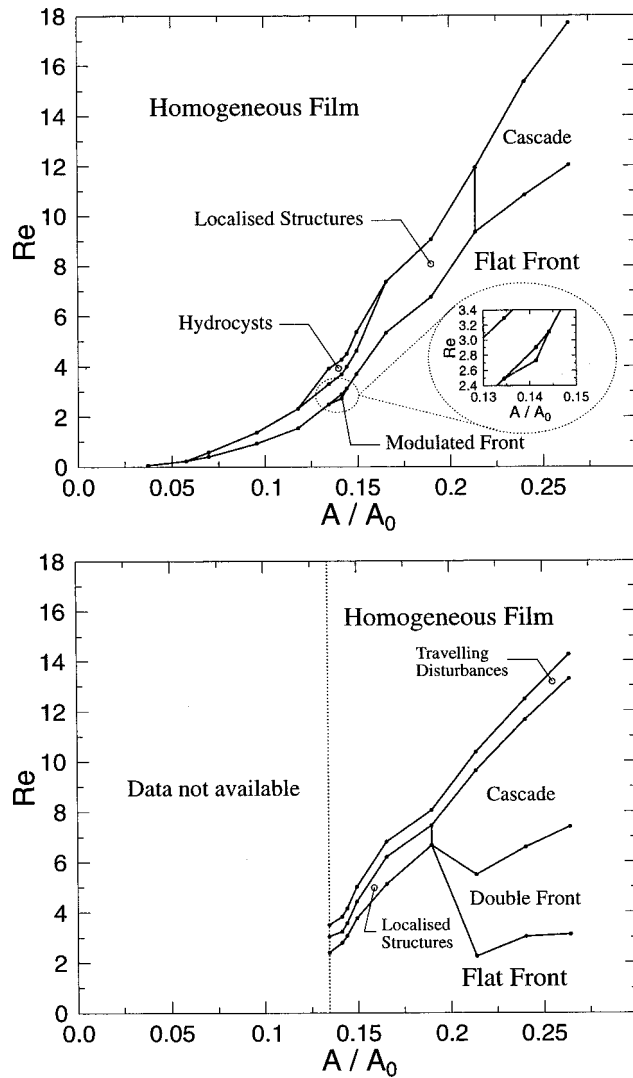 18
16
14
12
10
8
6
4
2
0
Re
Homogeneous Film
Cascade
Localised Structures
Flat Front
Hydrocysts
3.4
3.2
3.0
2.8
2.6
2.4
Re
0.13
0.14
0.15
A / A0
Modulated Front
0.0
0.05
0.10
0.15
0.20
0.25
A / A0
18
16
14
12
10
8
6
4
2
0
Re
Homogeneous Film
Travelling
Disturbances
Data not available
Cascade
Double Front
Localised
Structures
Flat Front
0.0
0.05
0.10
0.15
0.20
0.25
A / A0